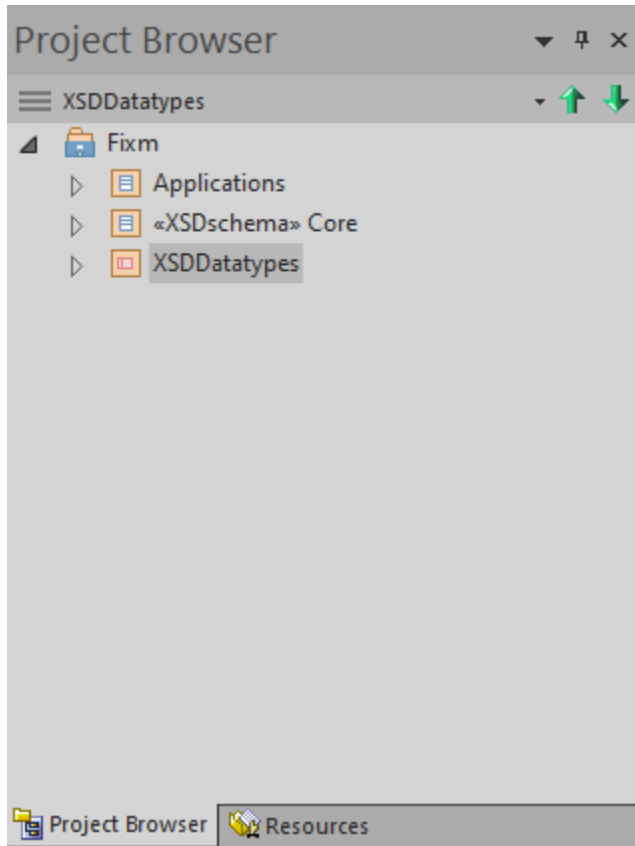 Project Browser
XSDDatatypes
Fixm
Applications
«XSDschema» Core
XSDDatatypes
Project Browser
Resources